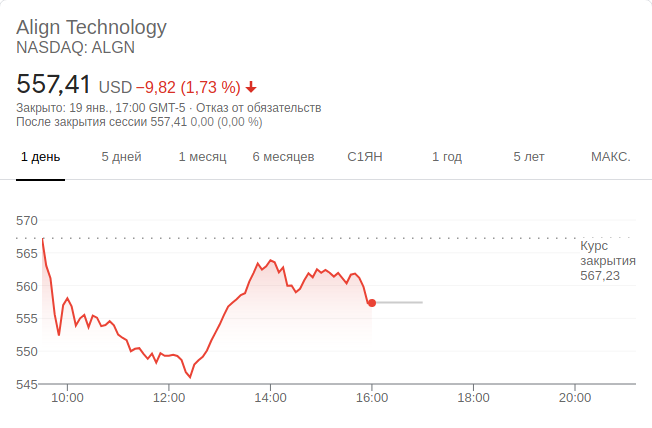 Align Technology
NASDAQ: ALGN
557,41 USD −9,82 (1,73 %)
Закрыто: 19 янв., 17:00 GMT-5 · Отказ от обязательств
После закрытия сессии 557,41 0,00 (0,00 %)
1 день 5 дней 1 месяц 6 месяцев С1ЯН 1 год 5 лет МАКС.
570
565
560
555
550
545
Курс
закрытия
567,23
10:00 12:00 14:00 16:00 18:00 20:00